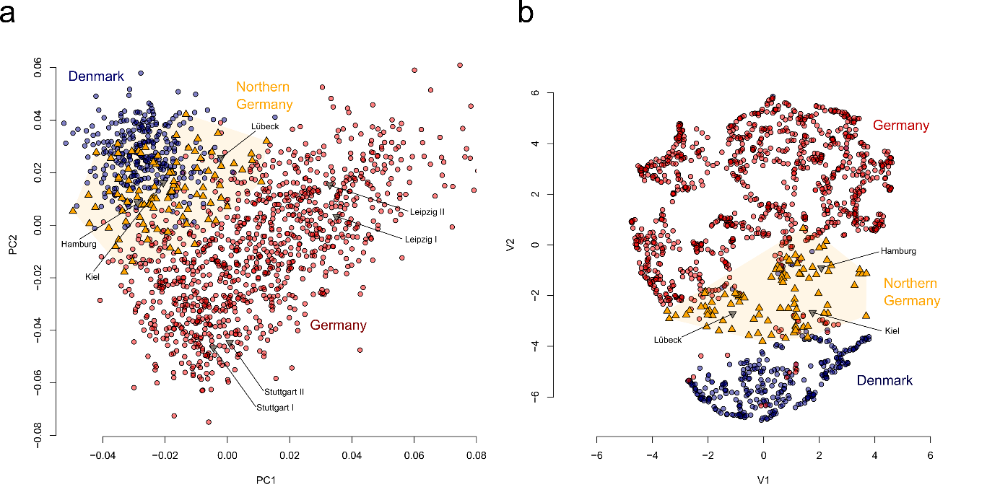 a
b
Denmark
Northern
Germany
Lübeck
Leipzig II
Leipzig I
Hamburg
Kiel
Germany
Stuttgart II
Stuttgart I
PC2
0.06
0.04
0.02
0.00
−0.02
−0.04
−0.06
−0.08
−0.04
−0.02
0.00
0.02
0.04
0.06
0.08
PC1
Germany
Hamburg
Northern
Germany
Kiel
Lübeck
Denmark
V2
6
4
2
0
−2
−4
−6
−6
−4
−2
0
2
4
6
V1